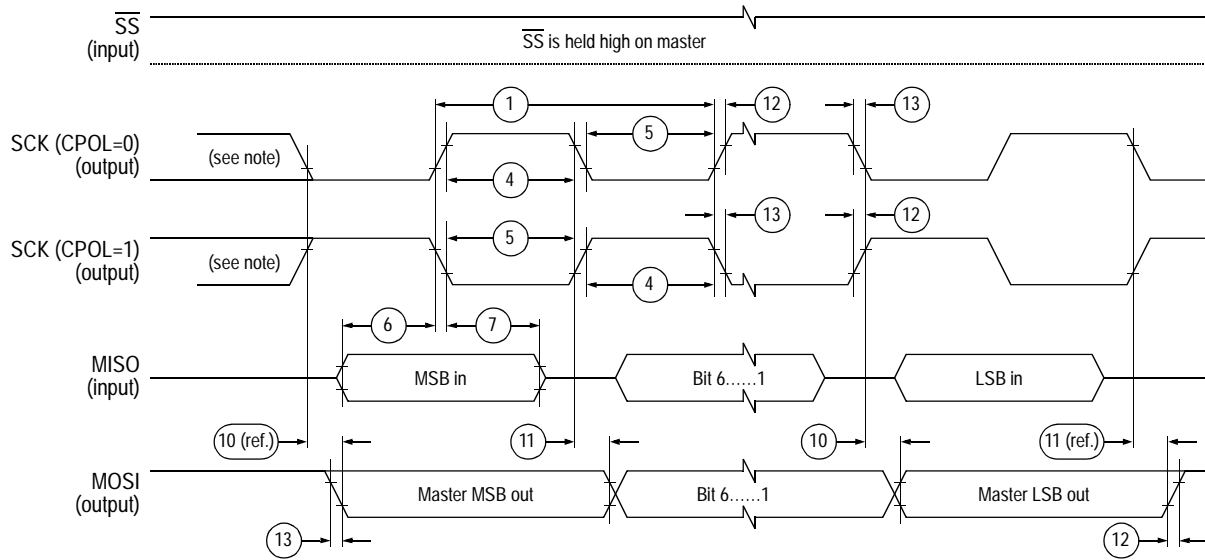 SS
(input)
SS is held high on master
1
12
13
SCK (CPOL=0)
(output)
(see note)
5
4
13
12
SCK (CPOL=1)
(output)
(see note)
5
4
6
7
MISO
(input)
MSB in
Bit 6......1
LSB in
10 (ref.)
11
10
11 (ref.)
MOSI
(output)
Master MSB out
Bit 6......1
Master LSB out
13
12